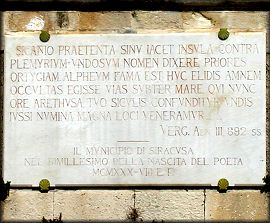 SICANIO PRAETENTA SINV IACET INSVLA CONTRA
PLEMYRIVM VNDOSVM NOMEN DIXERE PRIORES
ORTYGIAM ALPHEVM FAMA EST HVC ELIDIS AMNEM
OCCVLTAS EGISSE VIAS SVBTER MARE QVI NVNC
ORE ARETHVSA TVO SICVLIS CONFVNDITVR VNDIS
IVSSI NVMINA MAGNA LOCI VENERAMVR
VERG. AEN III 692 SS.
IL MVNICIPIO DI SIRACVSA
NEL BIMILLESIMO DELLA NASCITA DEL POETA
MCMXXX - VIII E.F.